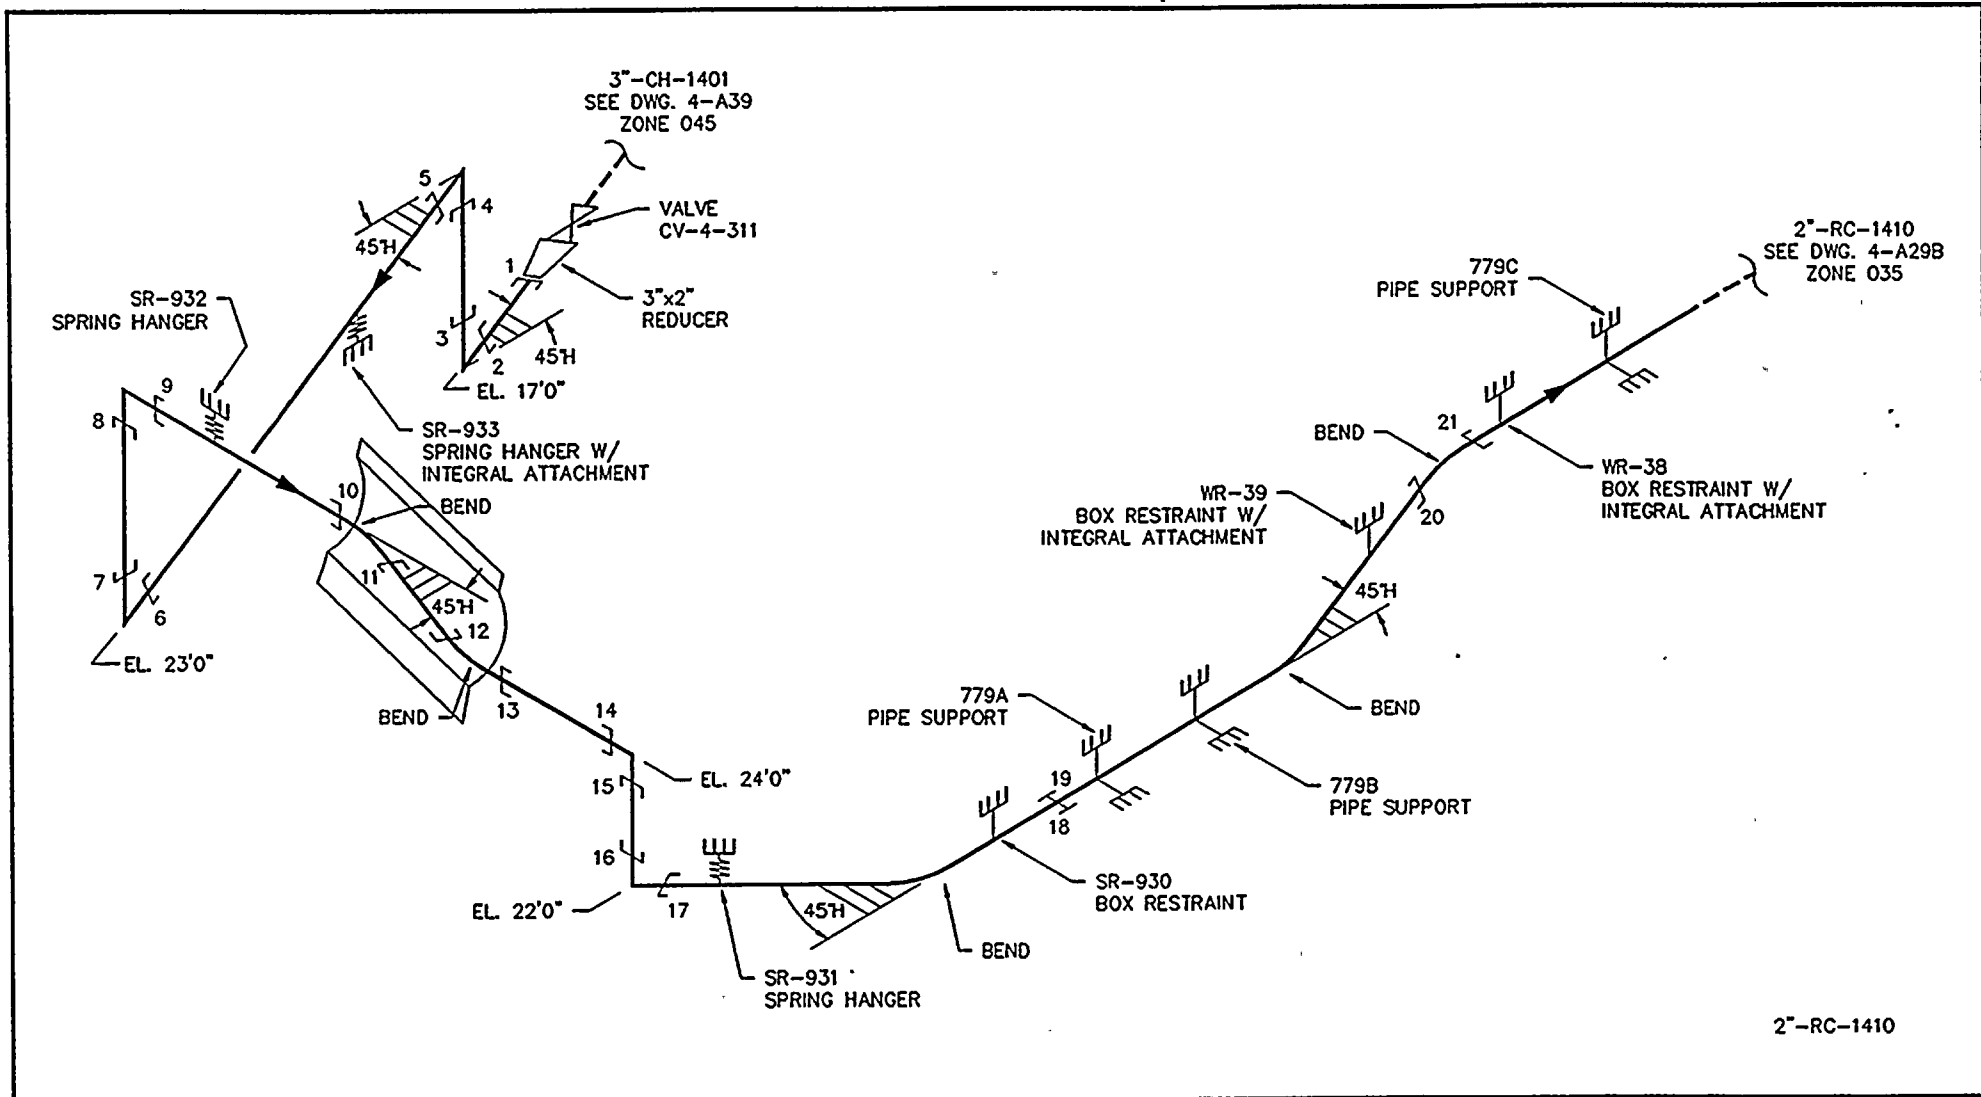 3"-CH-1401
SEE DWG. 4-A39
ZONE 045
5
4
45°H
VALVE
CV-4-311
1
3"x2"
REDUCER
3
2
45°H
EL. 17'0"
SR-932
SPRING HANGER
9
8
SR-933
SPRING HANGER W/
INTEGRAL ATTACHMENT
10
BEND
7
6
EL. 23'0"
11
45°H
12
BEND
13
14
15
EL. 24'0"
16
EL. 22'0"
17
45°H
SR-931
SPRING HANGER
BEND
SR-930
BOX RESTRAINT
18
19
779A
PIPE SUPPORT
779B
PIPE SUPPORT
BEND
45°H
WR-39
BOX RESTRAINT W/
INTEGRAL ATTACHMENT
20
BEND
21
WR-38
BOX RESTRAINT W/
INTEGRAL ATTACHMENT
779C
PIPE SUPPORT
2"-RC-1410
SEE DWG. 4-A29B
ZONE 035
2"-RC-1410